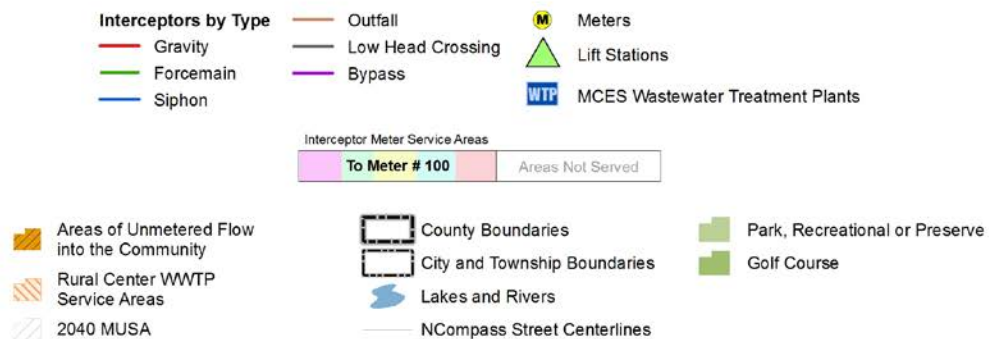 Interceptors by Type
Gravity
Forcemain
Siphon
Outfall
Low Head Crossing
Bypass
M Meters
Lift Stations
WTP MCES Wastewater Treatment Plants
Interceptor Meter Service Areas
To Meter # 100 Areas Not Served
Areas of Unmetered Flow
into the Community
Rural Center WWTP
Service Areas
2040 MUSA
County Boundaries
City and Township Boundaries
Lakes and Rivers
NCompass Street Centerlines
Park, Recreational or Preserve
Golf Course